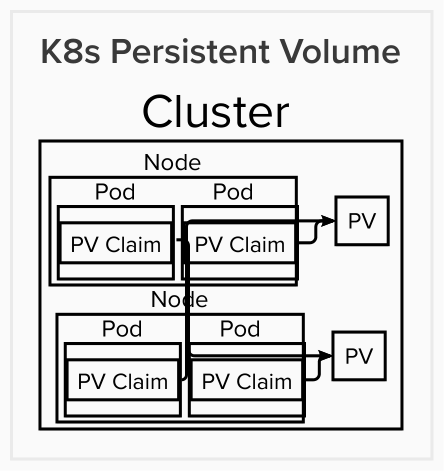 K8s Persistent Volume
Cluster
Node
Pod Pod
PV Claim PV Claim PV
Node
Pod Pod
PV Claim PV Claim PV